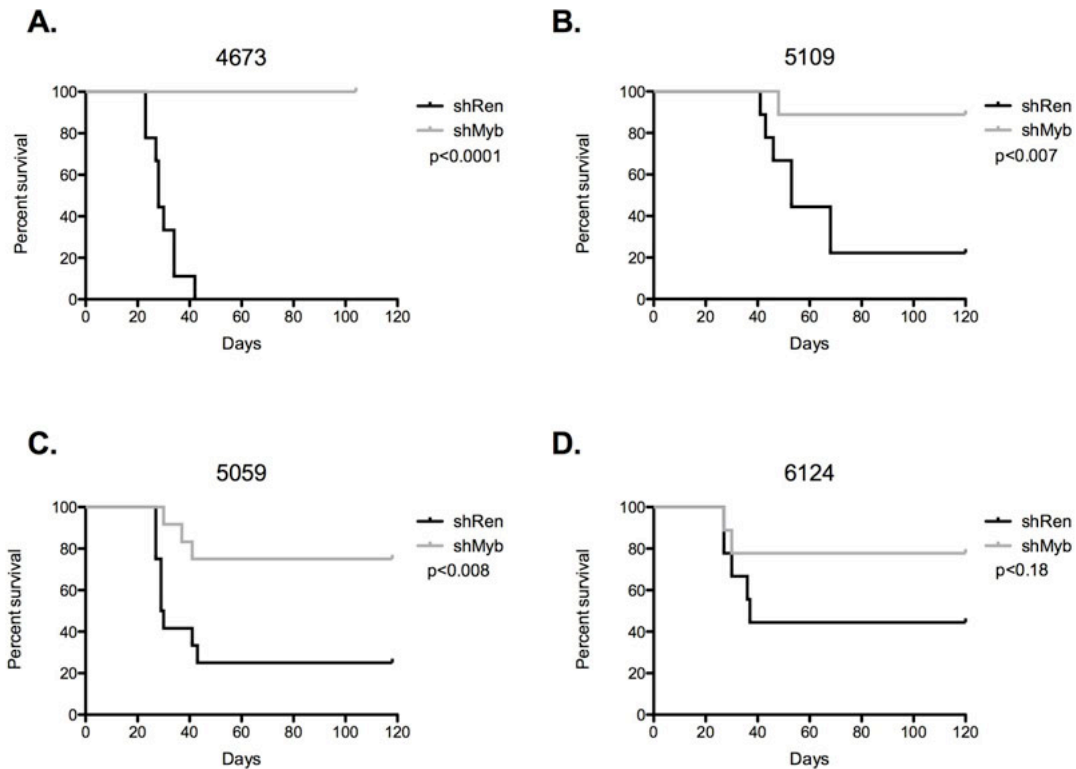 A.
4673
100
80
60
40
20
0
0 20 40 60 80 100 120
Percent survival
Days
shRen
shMyb
p<0.0001
B.
5109
100
80
60
40
20
0
0 20 40 60 80 100 120
Percent survival
Days
shRen
shMyb
p<0.007
C.
5059
100
80
60
40
20
0
0 20 40 60 80 100 120
Percent survival
Days
shRen
shMyb
p<0.008
D.
6124
100
80
60
40
20
0
0 20 40 60 80 100 120
Percent survival
Days
shRen
shMyb
p<0.18